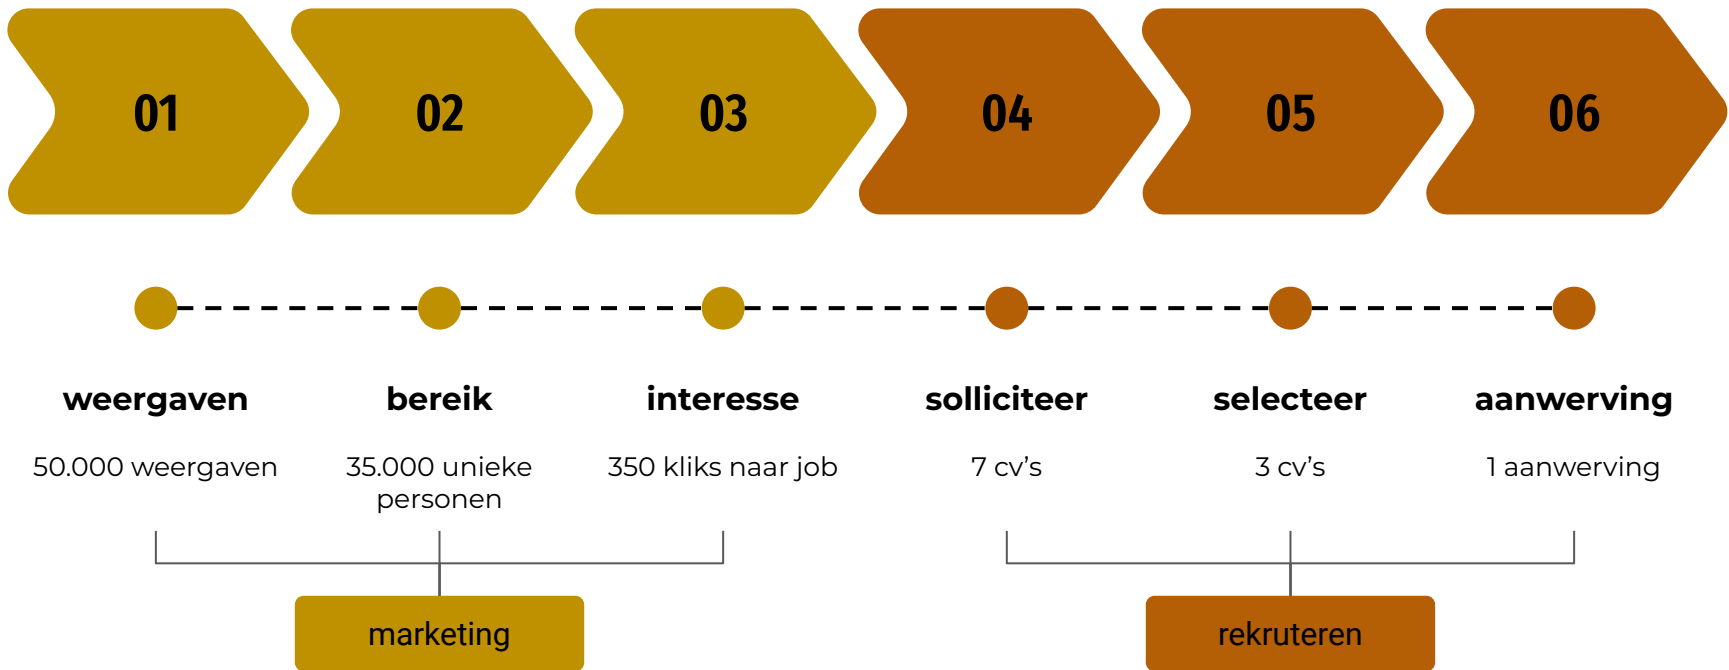 01
02
03
04
05
06
weergaven
bereik
interesse
solliciteer
selecteer
aanwerving
50.000 weergaven
35.000 unieke
personen
350 kliks naar job
7 cv’s
3 cv’s
1 aanwerving
marketing
rekruteren